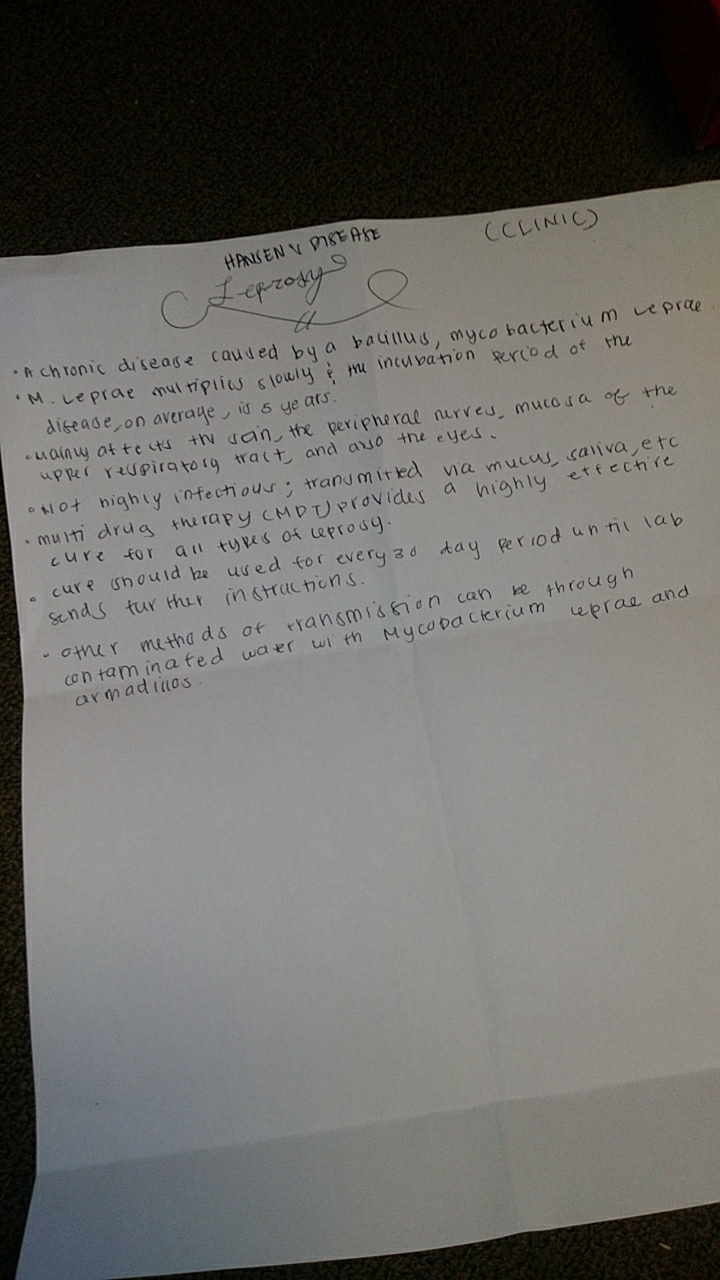 HANSEN'S DISEASE
(CLINIC)
Leprosy
• A chronic disease caused by a bacillus, mycobacterium leprae.
• M. Leprae multiplies slowly & the incubation period of the
disease, on average, is 5 years.
• mainly affects the skin, the peripheral nerves, mucosa of the
upper respiratory tract, and also the eyes.
• Not highly infectious; transmitted via mucus, saliva, etc
• multi drug therapy (MDT) provides a highly effective
cure for all types of leprosy.
• cure should be used for every 30 day period until lab
sends further instructions.
• other methods of transmission can be through
contaminated water with Mycobacterium leprae and
armadillos.